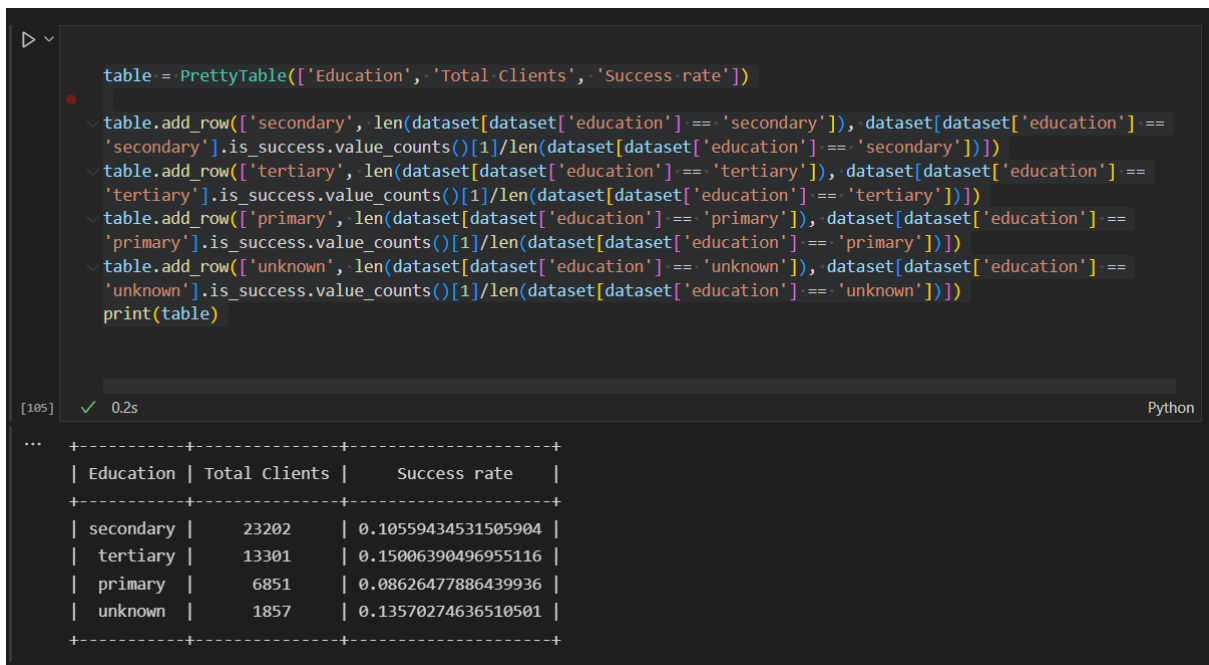 table = PrettyTable(['Education', 'Total Clients', 'Success rate'])
table.add_row(['secondary', len(dataset[dataset['education'] == 'secondary']), dataset[dataset['education'] ==
'secondary'].is_success.value_counts()[1]/len(dataset[dataset['education'] == 'secondary'])])
table.add_row(['tertiary', len(dataset[dataset['education'] == 'tertiary']), dataset[dataset['education'] ==
'tertiary'].is_success.value_counts()[1]/len(dataset[dataset['education'] == 'tertiary'])])
table.add_row(['primary', len(dataset[dataset['education'] == 'primary']), dataset[dataset['education'] ==
'primary'].is_success.value_counts()[1]/len(dataset[dataset['education'] == 'primary'])])
table.add_row(['unknown', len(dataset[dataset['education'] == 'unknown']), dataset[dataset['education'] ==
'unknown'].is_success.value_counts()[1]/len(dataset[dataset['education'] == 'unknown'])])
print(table)
[105] ✓ 0.2s Python
... +-----------+---------------+---------------------+
| Education | Total Clients |     Success rate    |
+-----------+---------------+---------------------+
| secondary |     23202     | 0.10559434531505904 |
|  tertiary |     13301     | 0.15006390496955116 |
|  primary  |      6851     | 0.08626477886439936 |
|  unknown  |      1857     | 0.13570274636510501 |
+-----------+---------------+---------------------+